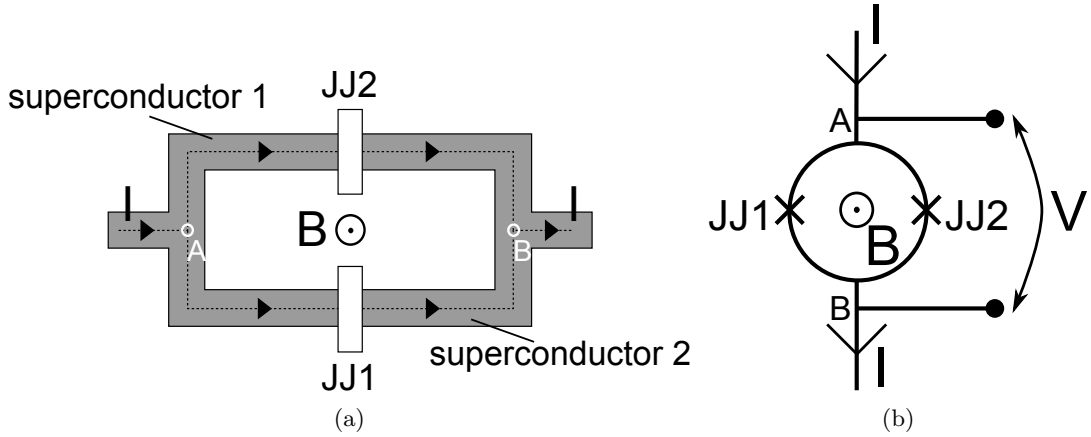 superconductor 1
JJ2
I
A
B
B
I
JJ1
superconductor 2
(a)
I
A
JJ1
B
JJ2
V
B
I
(b)